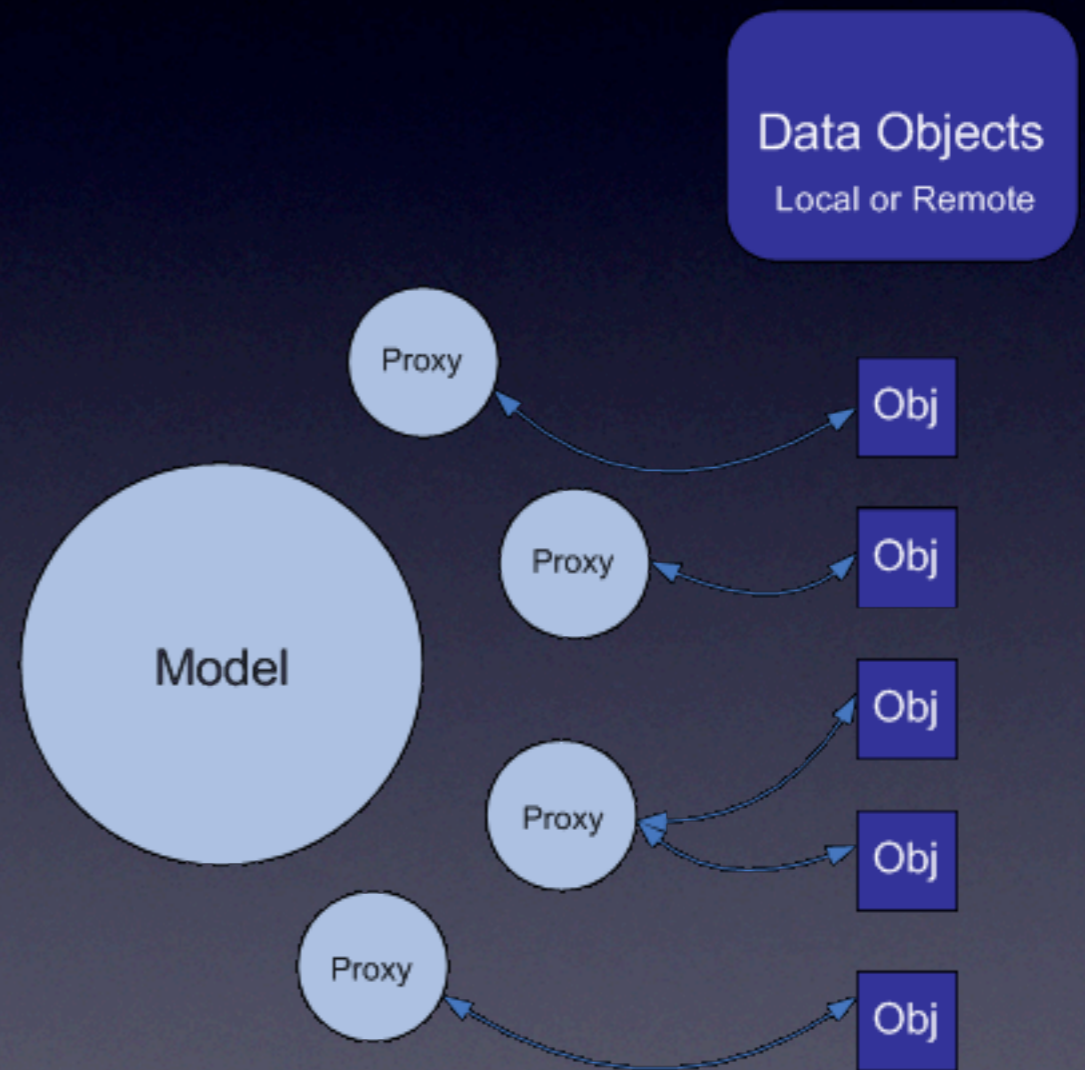 Data Objects
Local or Remote
Proxy
Obj
Proxy
Obj
Model
Obj
Proxy
Obj
Proxy
Obj